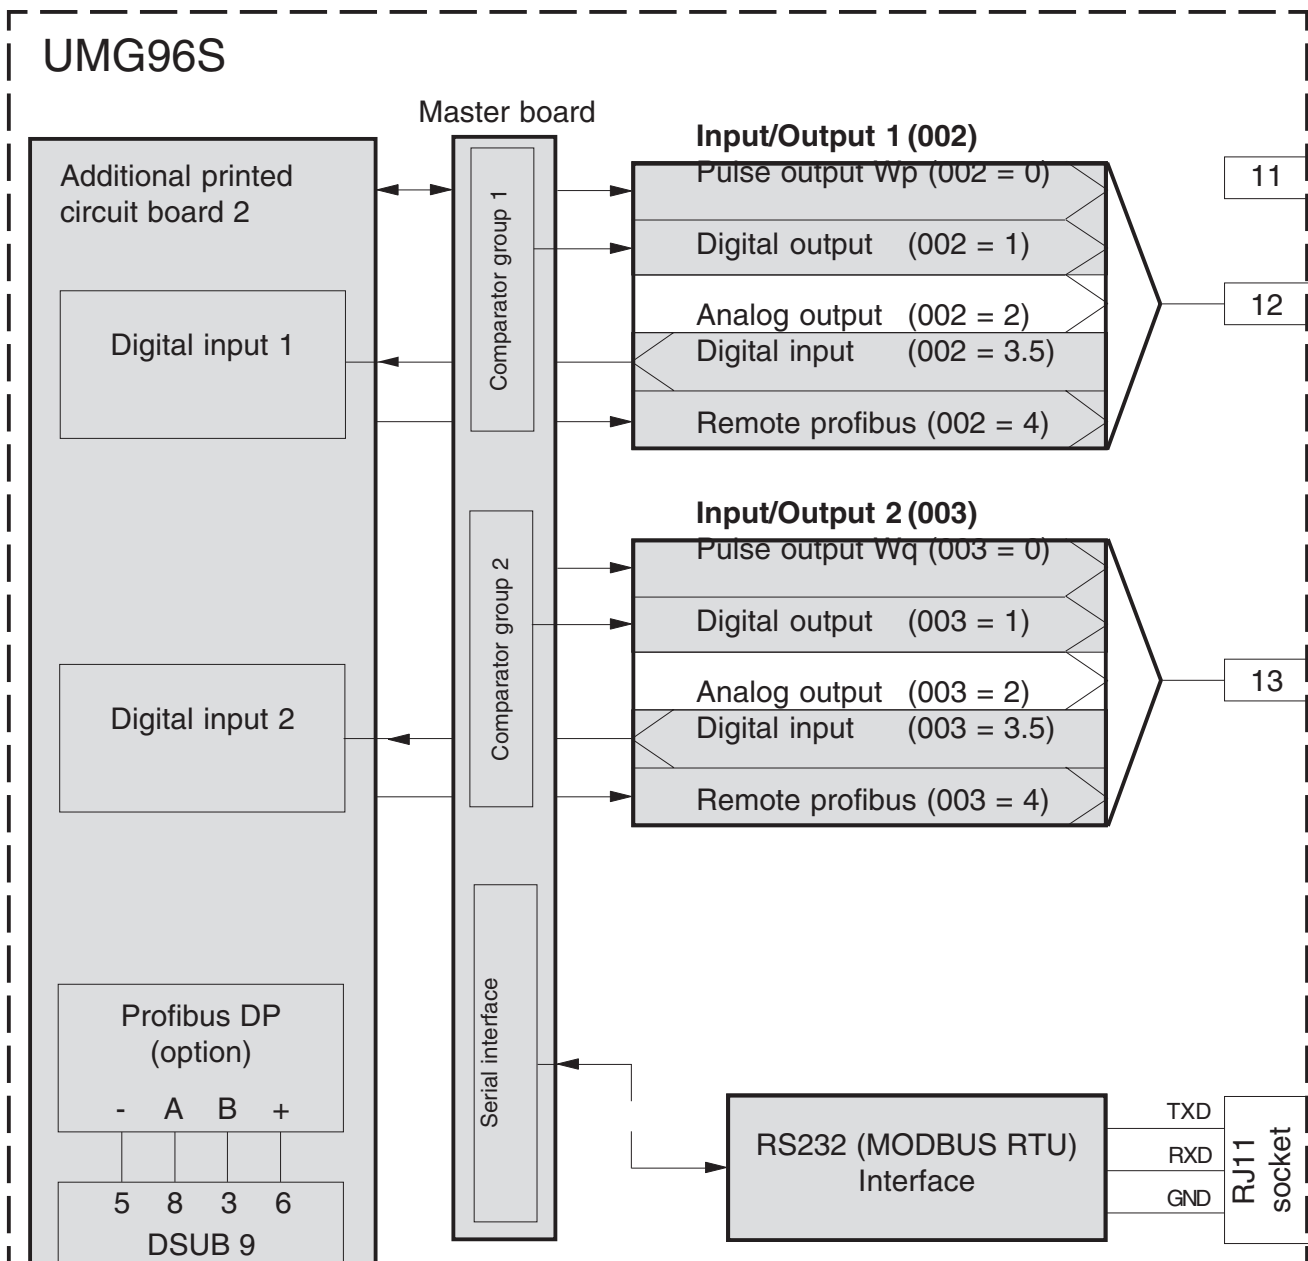 UMG96S
Master board
Additional printed
circuit board 2
Digital input 1
Digital input 2
Profibus DP
(option)
- A B +
5 8 3 6
DSUB 9
Comparator group 1
Comparator group 2
Serial interface
Input/Output 1 (002)
Pulse output Wp (002 = 0)
Digital output (002 = 1)
Analog output (002 = 2)
Digital input (002 = 3.5)
Remote profibus (002 = 4)
Input/Output 2 (003)
Pulse output Wq (003 = 0)
Digital output (003 = 1)
Analog output (003 = 2)
Digital input (003 = 3.5)
Remote profibus (003 = 4)
11
12
13
RS232 (MODBUS RTU)
Interface
TXD
RXD
GND
RJ11
socket